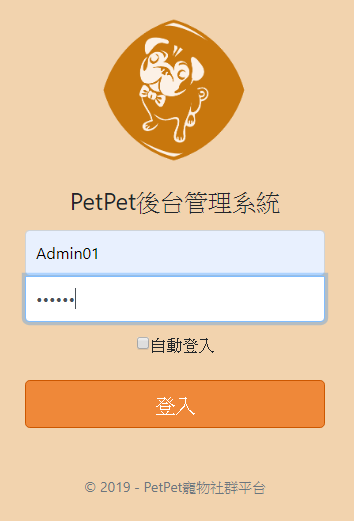 PetPet後台管理系統
Admin01
••••••
自動登入
登入
© 2019 - PetPet寵物社群平台